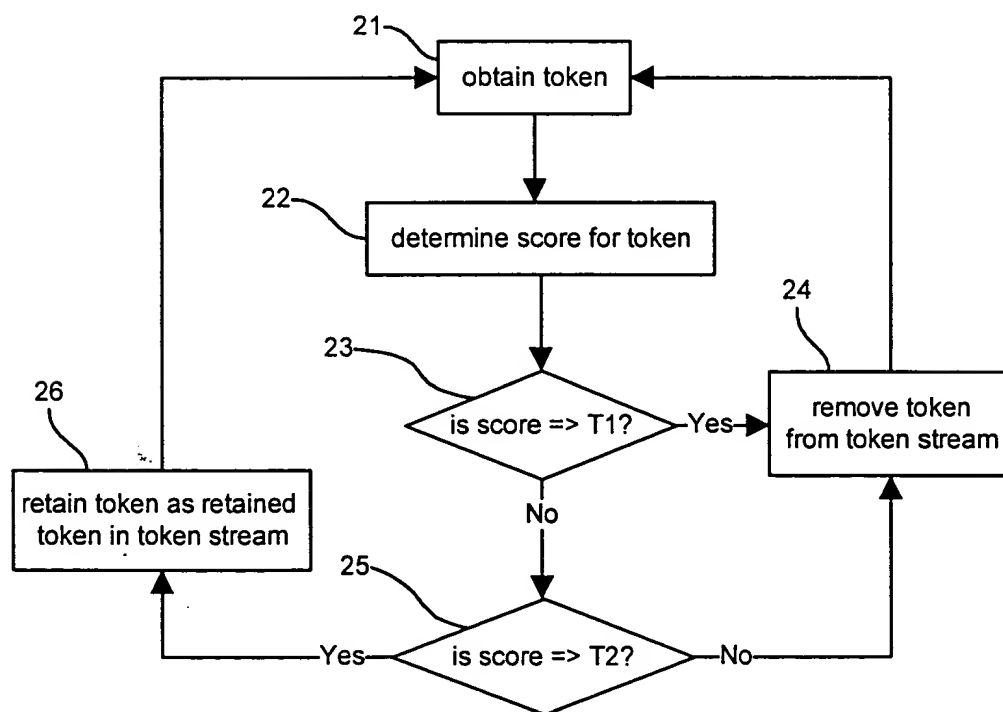 21
obtain token
22
determine score for token
23
is score => T1?
Yes
24
remove token
from token stream
26
retain token as retained
token in token stream
No
25
is score => T2?
Yes
No